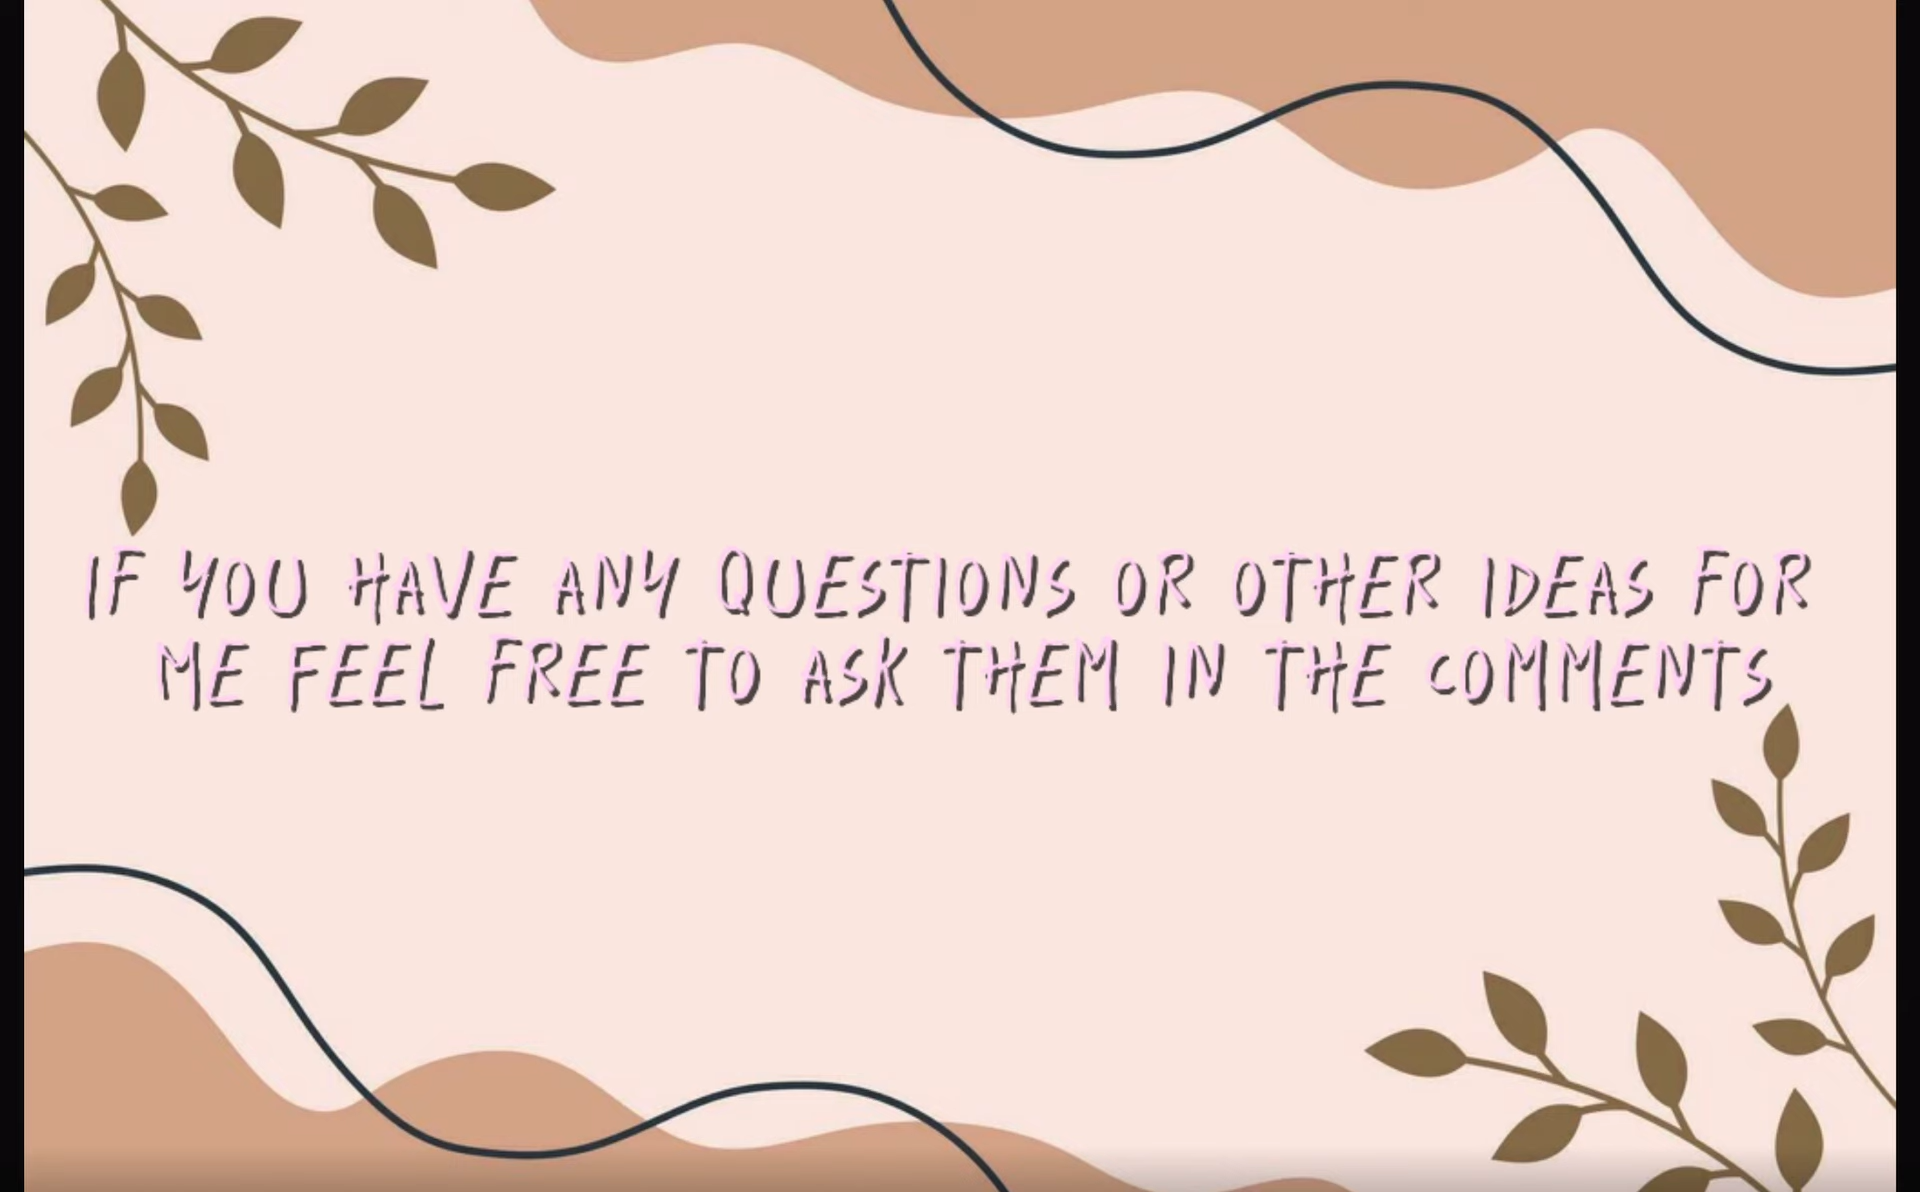 IF YOU HAVE ANY QUESTIONS OR OTHER IDEAS FOR
ME FEEL FREE TO ASK THEM IN THE COMMENTS